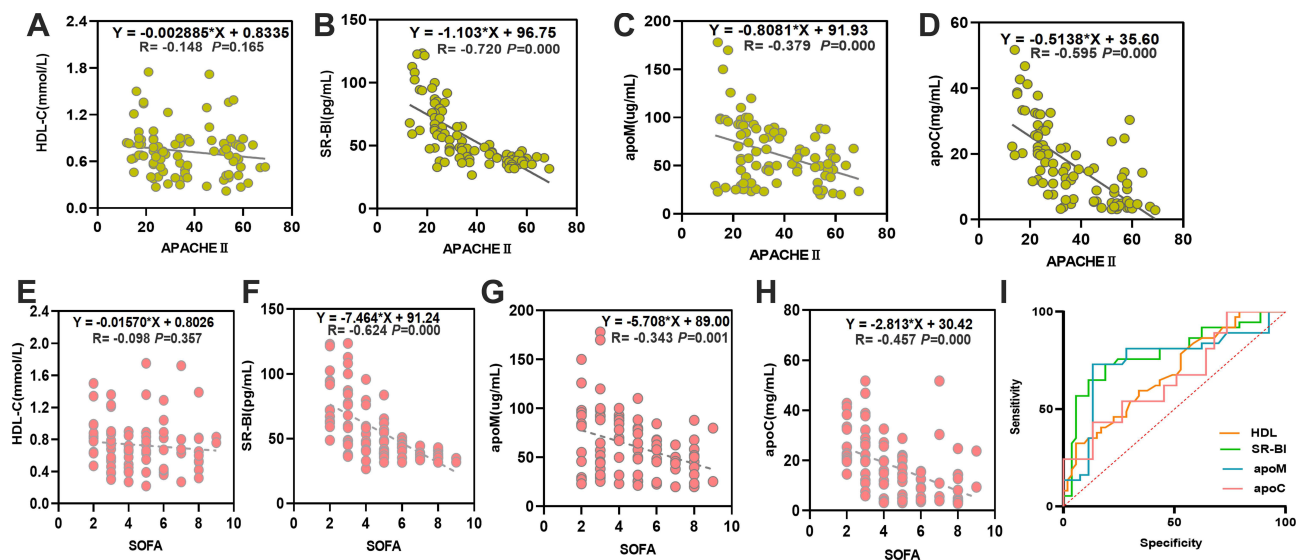 A
Y = -0.002885*X + 0.8335
R= -0.148 P=0.165
HDL-C(mmol/L)
2.4
1.8
1.2
0.6
0.0
0 20 40 60 80
APACHE II
B
Y = -1.103*X + 96.75
R= -0.720 P=0.000
SR-BI(pg/mL)
150
100
50
0
0 20 40 60 80
APACHE II
C
Y = -0.8081*X + 91.93
R= -0.379 P=0.000
apoM(ug/mL)
200
150
100
50
0
0 20 40 60 80
APACHE II
D
Y = -0.5138*X + 35.60
R= -0.595 P=0.000
apoC(mg/mL)
60
40
20
0
0 20 40 60 80
APACHE II
E
Y = -0.01570*X + 0.8026
R= -0.098 P=0.357
HDL-C(mmol/L)
2.4
2.0
1.6
1.2
0.8
0.4
0.0
0 2 4 6 8 10
SOFA
F
Y = -7.464*X + 91.24
R= -0.624 P=0.000
SR-BI(pg/mL)
150
100
50
0
0 2 4 6 8 10
SOFA
G
Y = -5.708*X + 89.00
R= -0.343 P=0.001
apoM(ug/mL)
200
150
100
50
0
0 2 4 6 8 10
SOFA
H
Y = -2.813*X + 30.42
R= -0.457 P=0.000
apoC(mg/mL)
80
60
40
20
0
0 2 4 6 8 10
SOFA
I
Sensitivity
100
50
0
0 50 100
Specificity
HDL
SR-BI
apoM
apoC